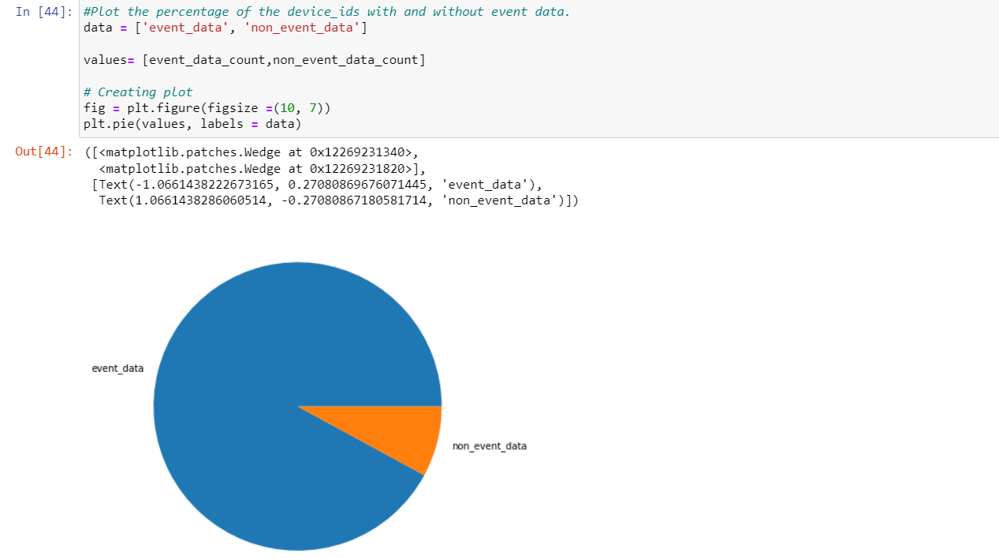 In [44]: #Plot the percentage of the device_ids with and without event data.
data = ['event_data', 'non_event_data']
values= [event_data_count,non_event_data_count]
# Creating plot
fig = plt.figure(figsize =(10, 7))
plt.pie(values, labels = data)
Out[44]: ([<matplotlib.patches.Wedge at 0x12269231340>,
<matplotlib.patches.Wedge at 0x12269231820>],
[Text(-1.0661438222673165, 0.27080869676071445, 'event_data'),
Text(1.0661438286060514, -0.27080867180581714, 'non_event_data')])
event_data
non_event_data